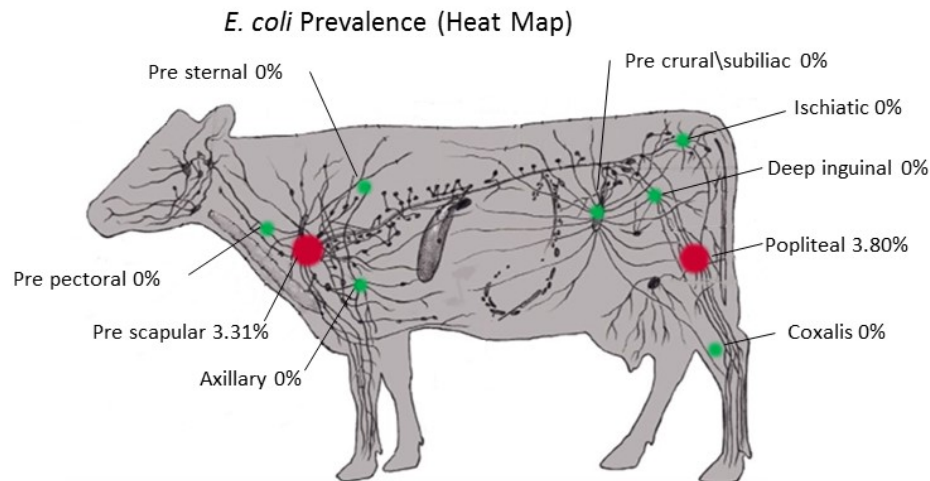 E. coli Prevalence (Heat Map)
Pre sternal 0%
Pre crural\subiliac 0%
Ischiatic 0%
Deep inguinal 0%
Popliteal 3.80%
Pre pectoral 0%
Pre scapular 3.31%
Coxalis 0%
Axillary 0%